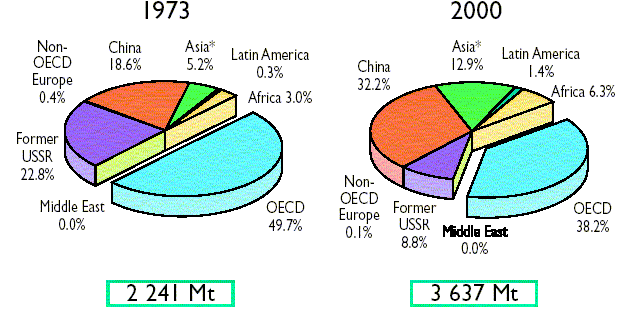 1973
Non-
OECD
Europe
0.4%
China
18.6%
Asia*
5.2%
Latin America
0.3%
Africa 3.0%
Former
USSR
22.8%
Middle East
0.0%
OECD
49.7%
2 241 Mt
2000
China
32.2%
Asia*
12.9%
Latin America
1.4%
Africa 6.3%
Non-
OECD
Europe
0.1%
Former
USSR
8.8%
Middle East
0.0%
OECD
38.2%
3 637 Mt